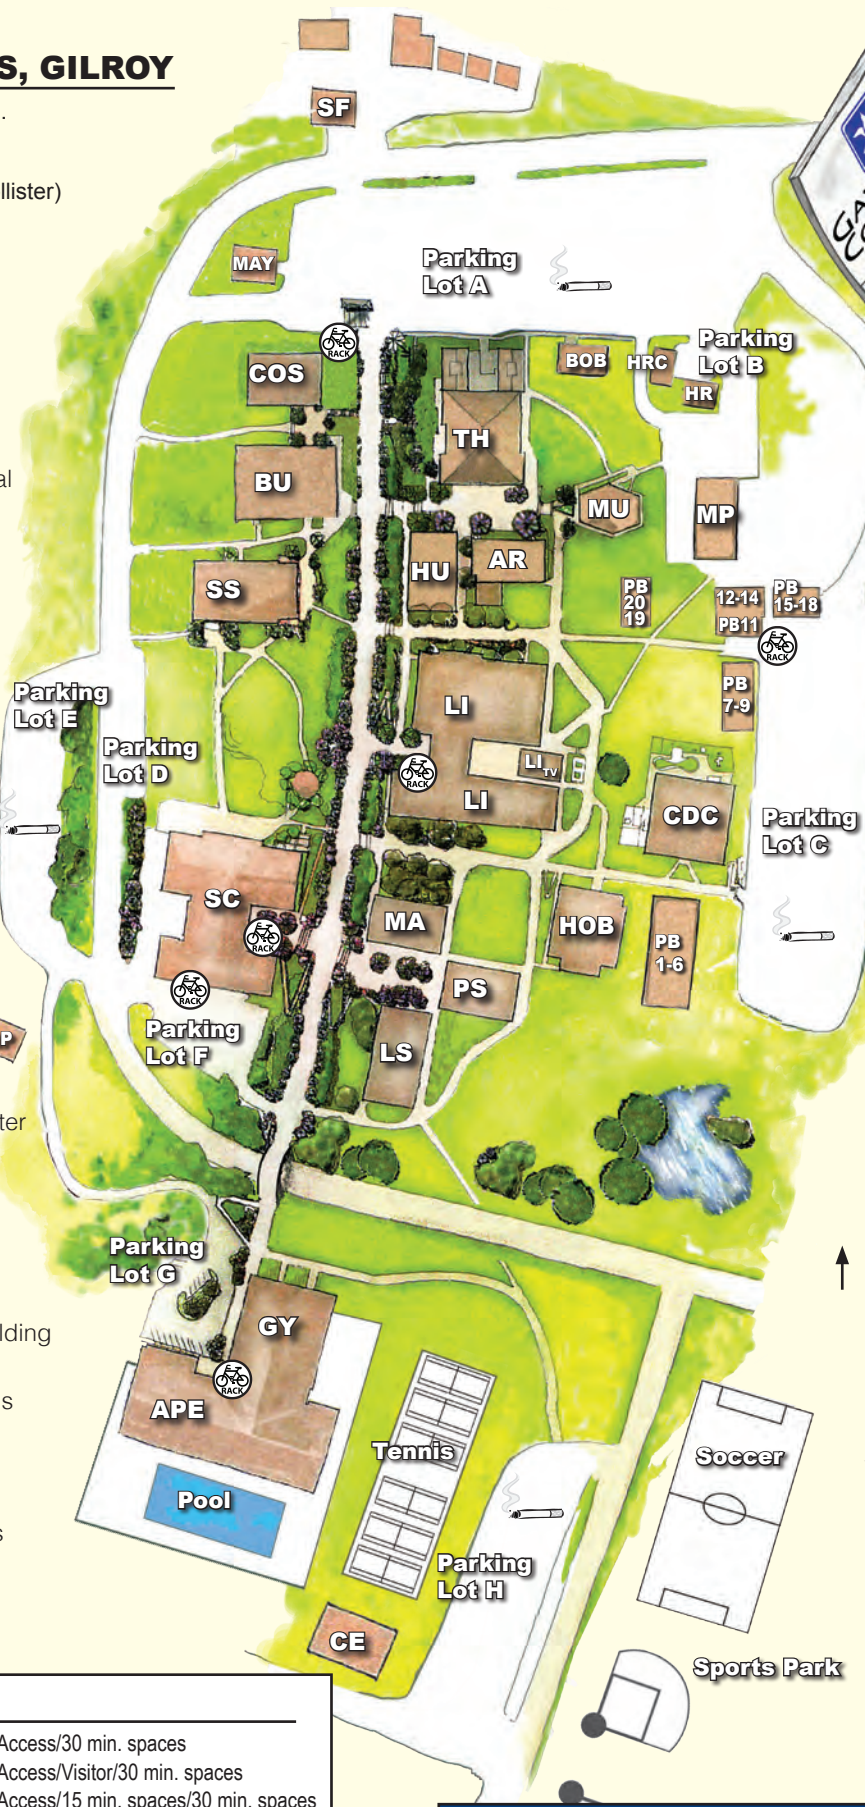 S, GILROY
.
llister)
SF
MAY
Parking
Lot A
RACK
COS
TH
BOB
HRC
HR
Parking
Lot B
BU
MU
MP
al
SS
HU
AR
PB
20
19
12-14
PB11
PB
15-18
RACK
PB
7-9
Parking
Lot E
Parking
Lot D
LI
LI TV
LI
RACK
CDC
Parking
Lot C
SC
RACK
RACK
MA
HOB
PB
1-6
PS
LS
Parking
Lot F
P
ter
Parking
Lot G
GY
lding
RACK
APE
s
Tennis
Soccer
Pool
s
Parking
Lot H
CE
Sports Park
Access/30 min. spaces
Access/Visitor/30 min. spaces
Access/15 min. spaces/30 min. spaces